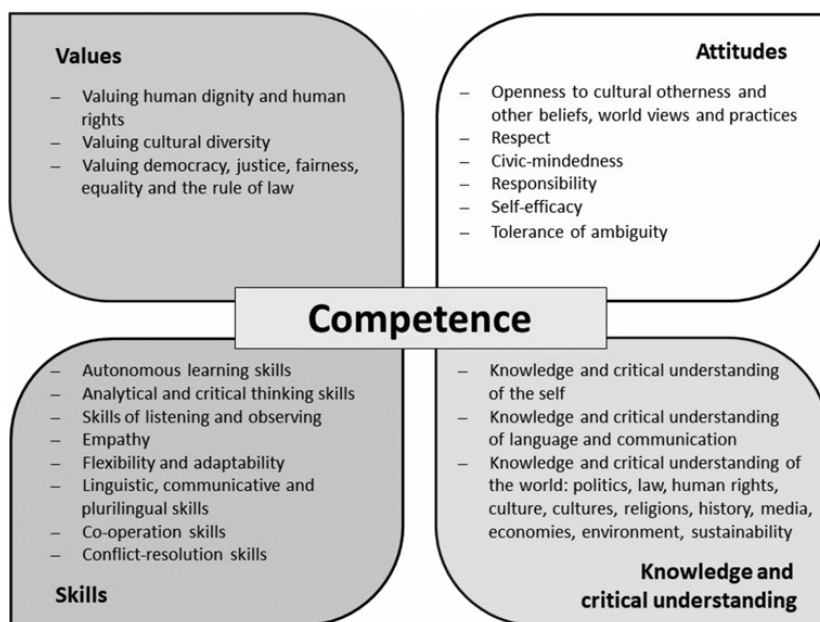 Values
– Valuing human dignity and human
rights
– Valuing cultural diversity
– Valuing democracy, justice, fairness,
equality and the rule of law
Attitudes
– Openness to cultural otherness and
other beliefs, world views and practices
– Respect
– Civic-mindedness
– Responsibility
– Self-efficacy
– Tolerance of ambiguity
Competence
– Autonomous learning skills
– Analytical and critical thinking skills
– Skills of listening and observing
– Empathy
– Flexibility and adaptability
– Linguistic, communicative and
plurilingual skills
– Co-operation skills
– Conflict-resolution skills
Skills
– Knowledge and critical understanding
of the self
– Knowledge and critical understanding
of language and communication
– Knowledge and critical understanding of
the world: politics, law, human rights,
culture, cultures, religions, history, media,
economies, environment, sustainability
Knowledge and
critical understanding